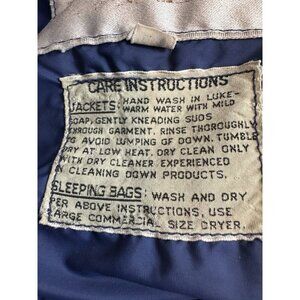 CARE INSTRUCTIONS
JACKETS: HAND WASH IN LUKE-
WARM WATER WITH MILD
SOAP, GENTLY KNEADING SUDS
THROUGH GARMENT. RINSE THOROUGHLY
TO AVOID LUMPING OF DOWN. TUMBLE
DRY AT LOW HEAT. DRY CLEAN ONLY
WITH DRY CLEANER EXPERIENCED
IN CLEANING DOWN PRODUCTS.
SLEEPING BAGS: WASH AND DRY
PER ABOVE INSTRUCTIONS, USE
LARGE COMMERCIAL SIZE DRYER.